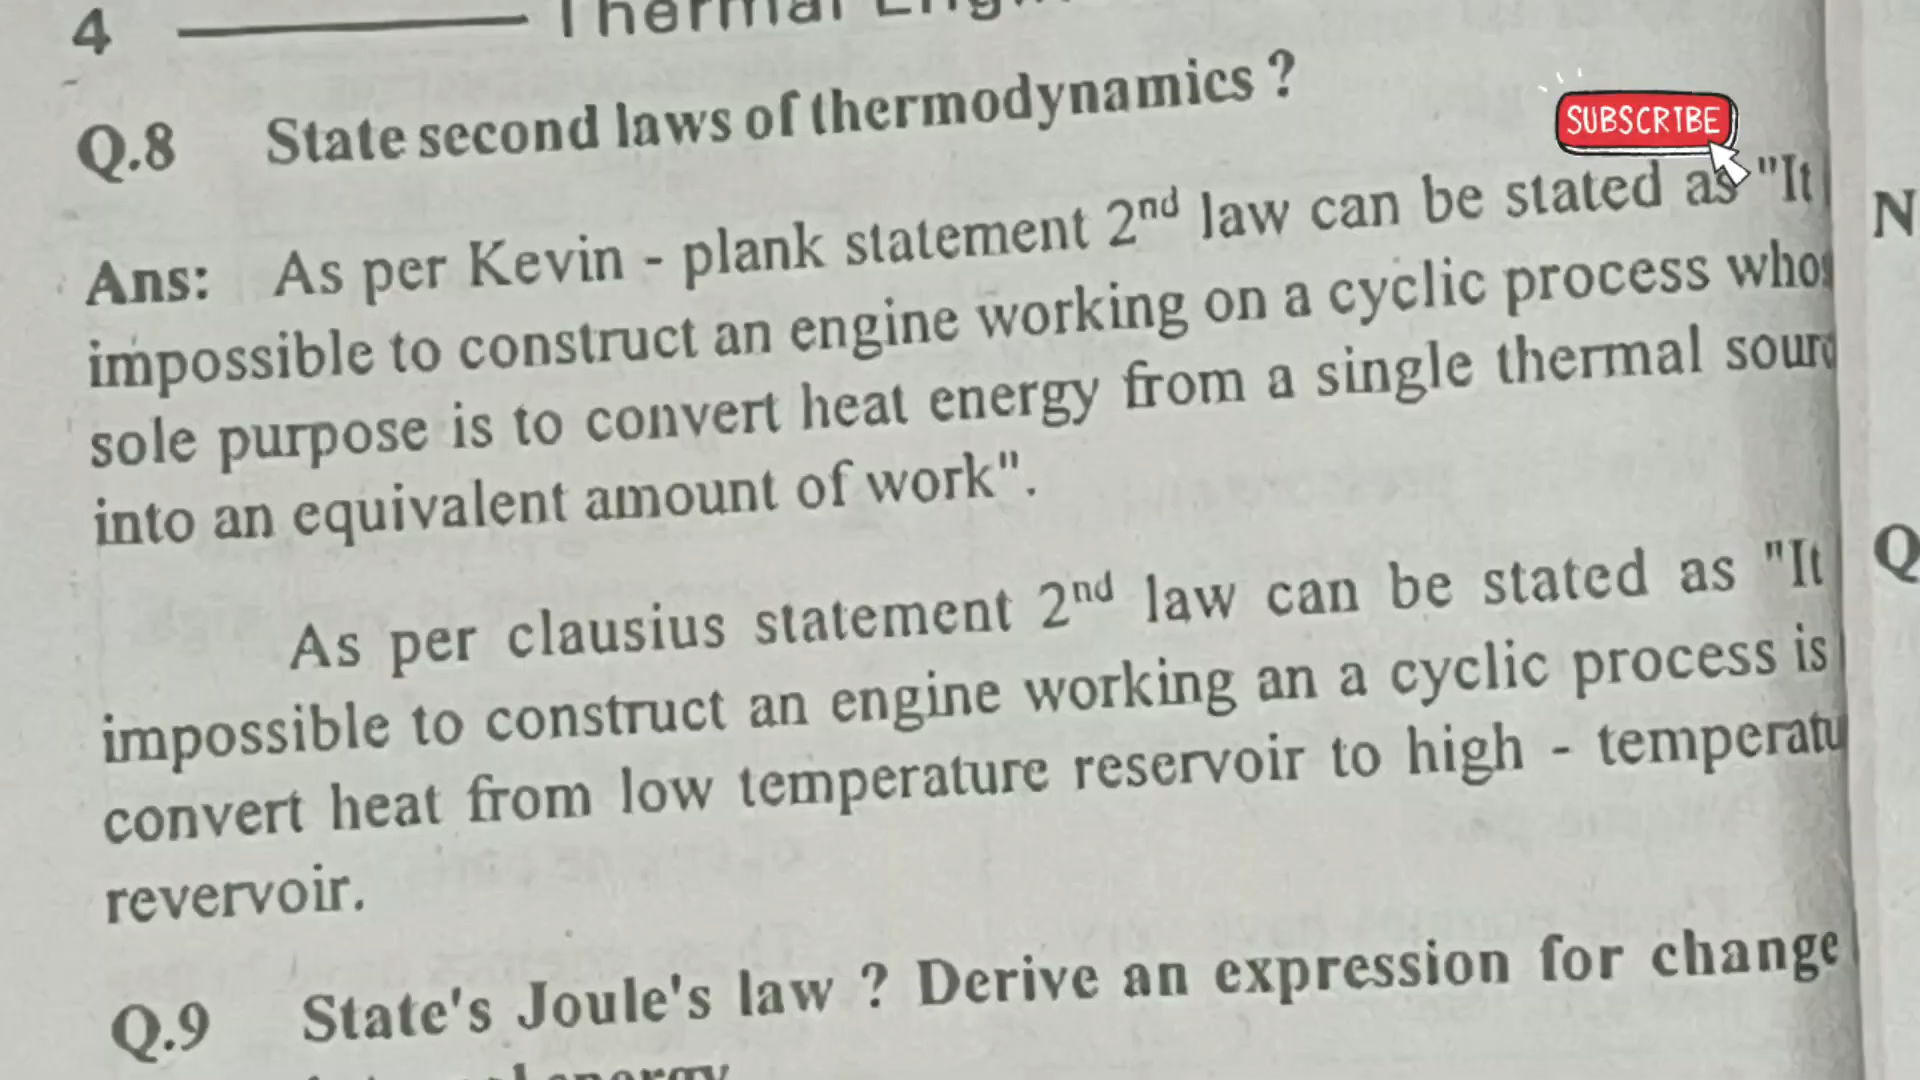 4 Thermal
Q.8 State second laws of thermodynamics ?
SUBSCRIBE
Ans: As per Kevin - plank statement 2nd law can be stated as "It
impossible to construct an engine working on a cyclic process whos
sole purpose is to convert heat energy from a single thermal sourc
into an equivalent amount of work".
As per clausius statement 2nd law can be stated as "It
impossible to construct an engine working an a cyclic process is
convert heat from low temperature reservoir to high - temperatu
revervoir.
Q.9 State's Joule's law ? Derive an expression for change
energy
N
Q